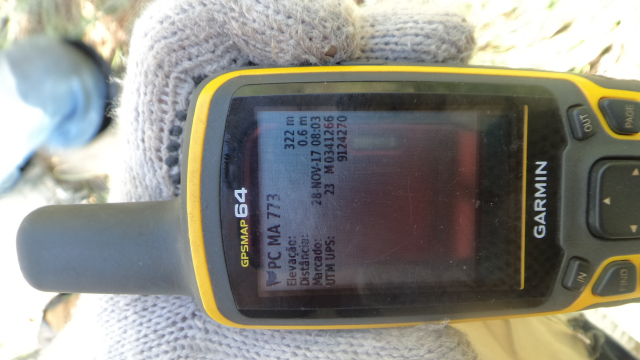 GPSMAP 64
PC MA 773
Elevação: 322 m
Distância: 0.6 m
Marcado: 28-NOV-17 08:03
UTM UPS: 23 M 0341266
9124270
GARMIN
IN
OUT
FIND
PAGE